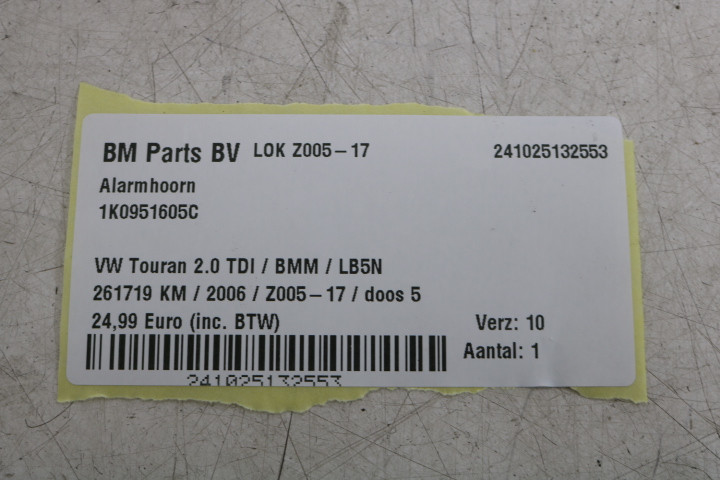 BM Parts BV LOK Z005-17 241025132553
Alarmhoorn
1K0951605C
VW Touran 2.0 TDI / BMM / LB5N
261719 KM / 2006 / Z005-17 / doos 5
24,99 Euro (inc. BTW) Verz: 10
Aantal: 1
241025132553